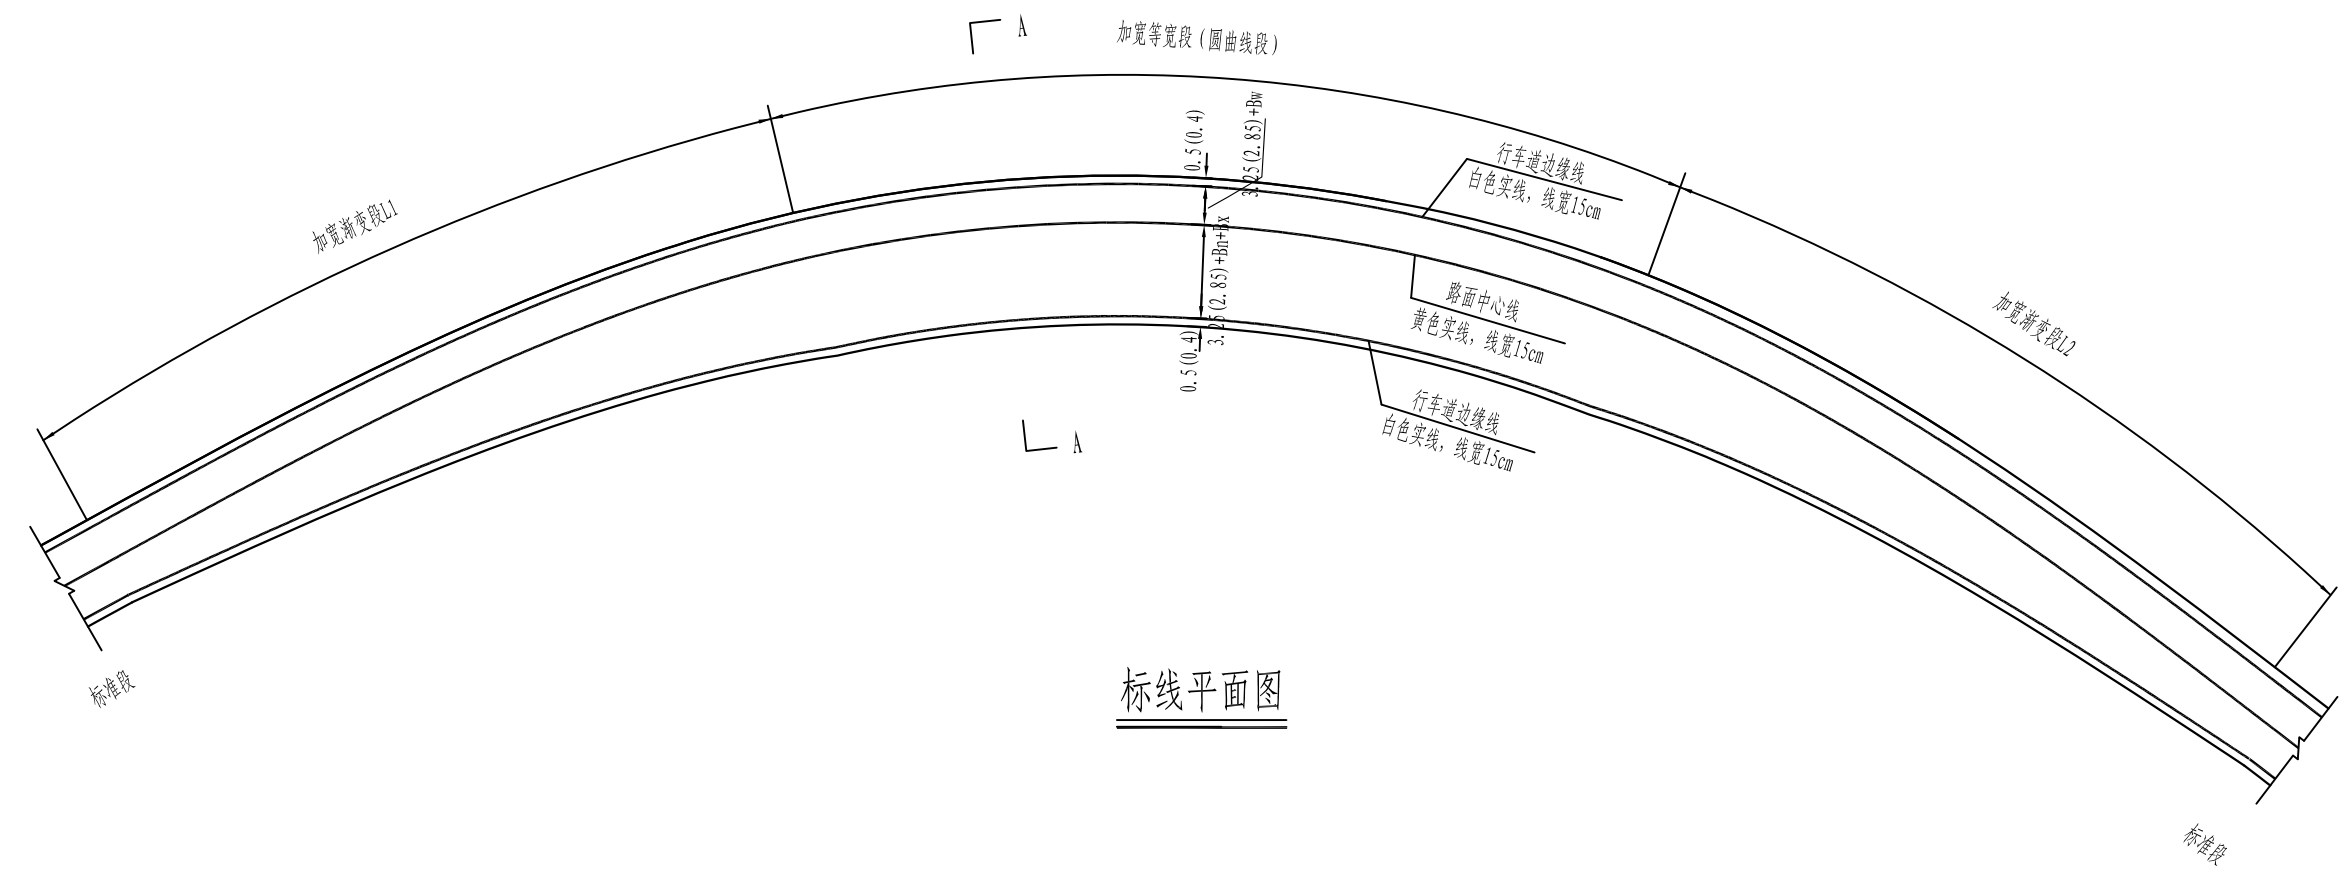 A
加宽等宽段(圆曲线段)
0.5(0.4)
3.25(2.85)+Bw
行车道边缘线
白色实线，线宽15cm
加宽渐变段L1
3.25(2.85)+Bn+Bx
路面中心线
黄色实线，线宽15cm
加宽渐变段L2
0.5(0.4)
行车道边缘线
白色实线，线宽15cm
A
标准段
标线平面图
标准段